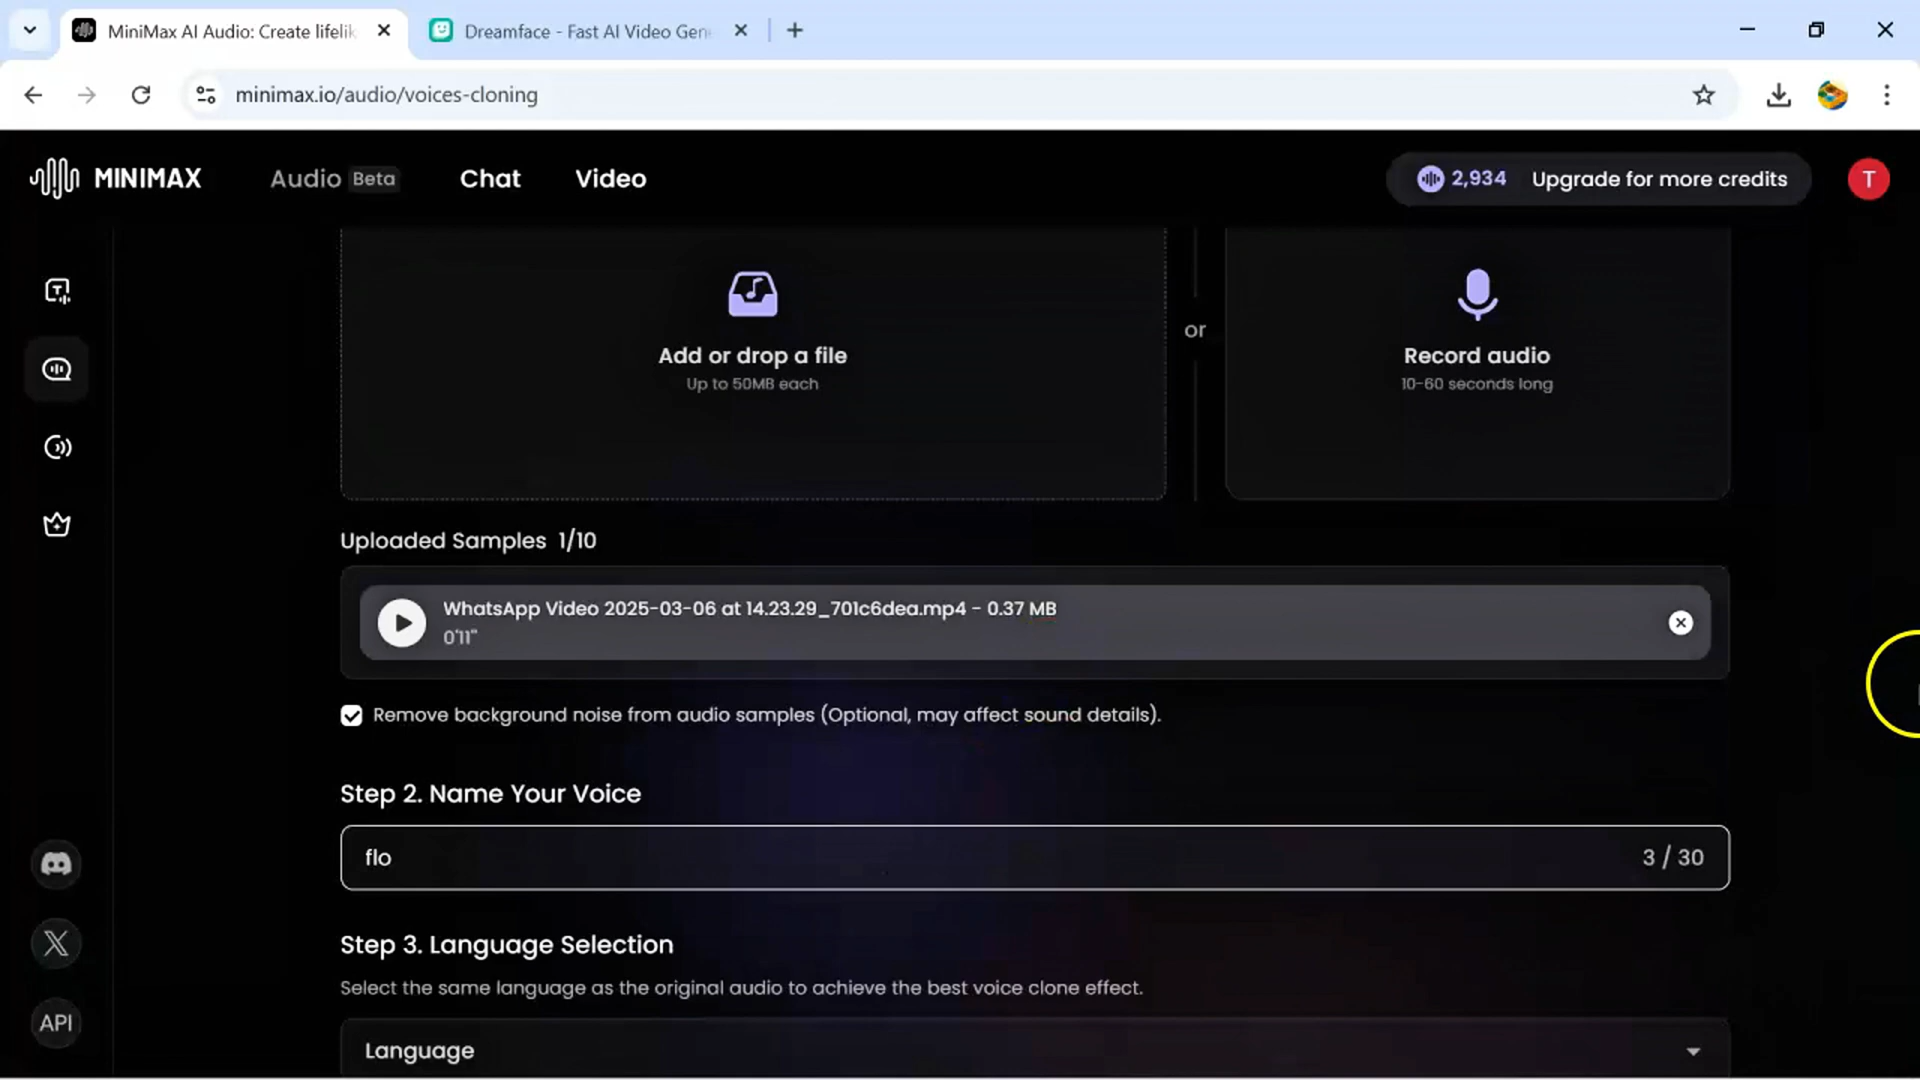 MiniMax AI Audio: Create lifelik
Dreamface - Fast AI Video Gen
minimax.io/audio/voices-cloning
MINIMAX
Audio Beta
Chat
Video
2,934
Upgrade for more credits
T
Add or drop a file
Up to 50MB each
or
Record audio
10-60 seconds long
Uploaded Samples 1/10
WhatsApp Video 2025-03-06 at 14.23.29_701c6dea.mp4 - 0.37 MB
0'11"
Remove background noise from audio samples (Optional, may affect sound details).
Step 2. Name Your Voice
flo
3 / 30
Step 3. Language Selection
Select the same language as the original audio to achieve the best voice clone effect.
API
Language